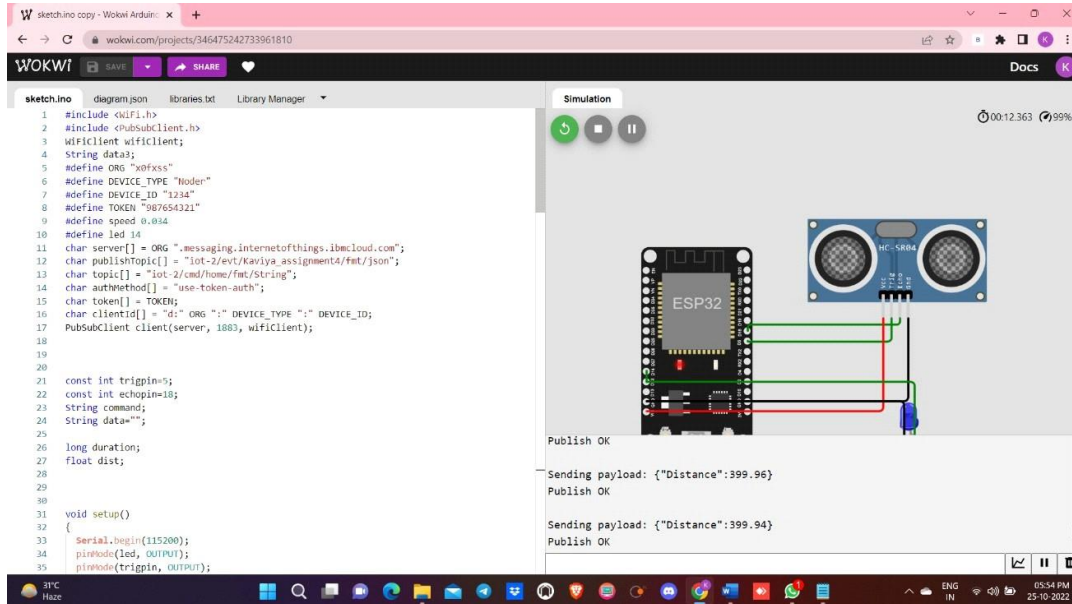 sketch.ino copy - Wokwi Arduino
wokwi.com/projects/346475242733961810
K
WOKWI SAVE SHARE Docs K
sketch.ino diagram.json libraries.txt Library Manager
Simulation
00:12.363 99%
1 #include <WiFi.h>
2 #include <PubSubClient.h>
3 WiFiClient wifiClient;
4 String data3;
5 #define ORG "x0fxss"
6 #define DEVICE_TYPE "Noder"
7 #define DEVICE_ID "1234"
8 #define TOKEN "987654321"
9 #define speed 0.034
10 #define led 14
11 char server[] = ORG ".messaging.internetofthings.ibmcloud.com";
12 char publishTopic[] = "iot-2/evt/Kaviya_assignment4/fmt/json";
13 char topic[] = "iot-2/cmd/home/fmt/String";
14 char authMethod[] = "use-token-auth";
15 char token[] = TOKEN;
16 char clientId[] = "d:" ORG ":" DEVICE_TYPE ":" DEVICE_ID;
17 PubSubClient client(server, 1883, wifiClient);
18
19
20
21 const int trigpin=5;
22 const int echopin=18;
23 String command;
24 String data="";
25
26 long duration;
27 float dist;
28
29
30
31 void setup()
32 {
33 Serial.begin(115200);
34 pinMode(led, OUTPUT);
35 pinMode(trigpin, OUTPUT);
HC-SR04
Vcc
Trig
Echo
Gnd
ESP32
Publish OK
Sending payload: {"Distance":399.96}
Publish OK
Sending payload: {"Distance":399.94}
Publish OK
31°C
Haze
ENG
IN
05:54 PM
25-10-2022